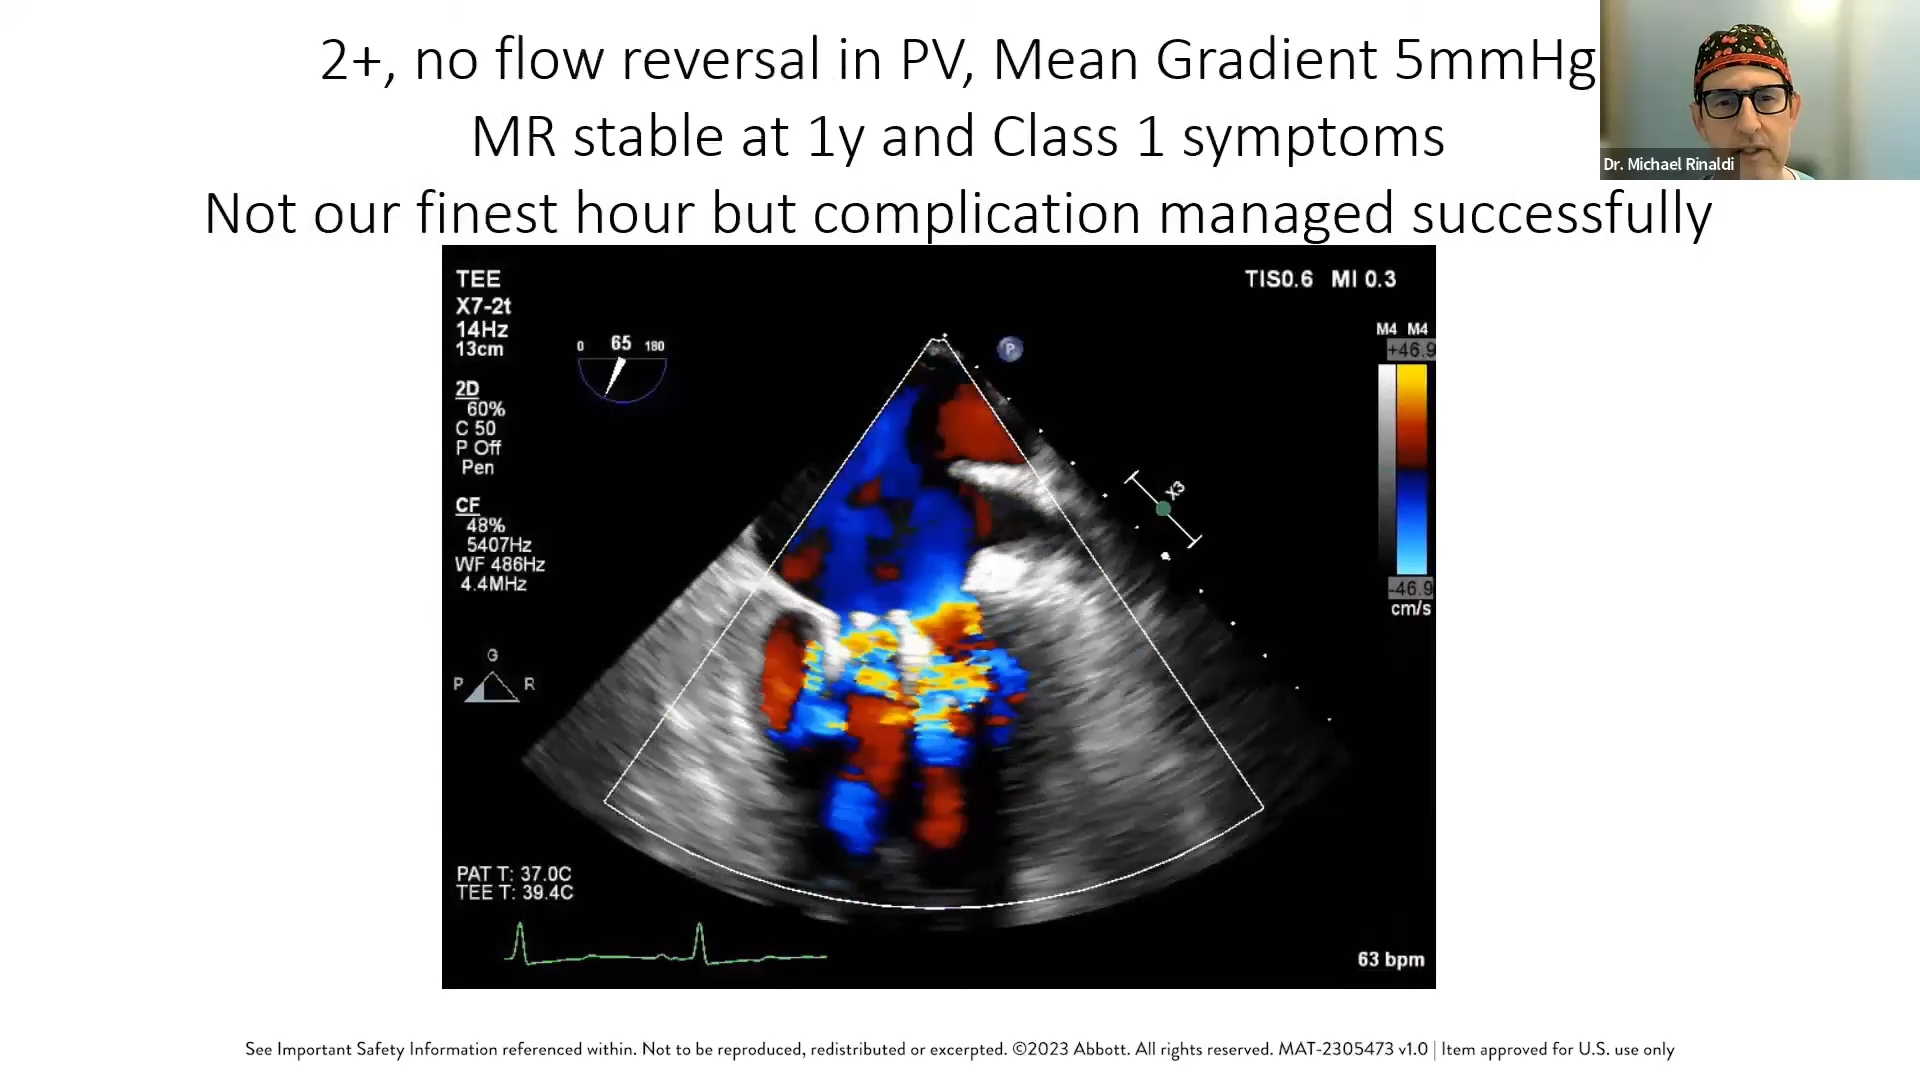 2+, no flow reversal in PV, Mean Gradient 5mmHg
MR stable at 1y and Class 1 symptoms
Not our finest hour but complication managed successfully
Dr. Michael Rinaldi
TEE
X7-2t
14Hz
13cm
TIS0.6 MI 0.3
0 65 180
P
M4 M4
+46.9
2D
60%
C 50
P Off
Pen
CF
48%
5407Hz
WF 486Hz
4.4MHz
X3
-46.9
cm/s
G
P R
PAT T: 37.0C
TEE T: 39.4C
63 bpm
See Important Safety Information referenced within. Not to be reproduced, redistributed or excerpted. ©2023 Abbott. All rights reserved. MAT-2305473 v1.0 | Item approved for U.S. use only